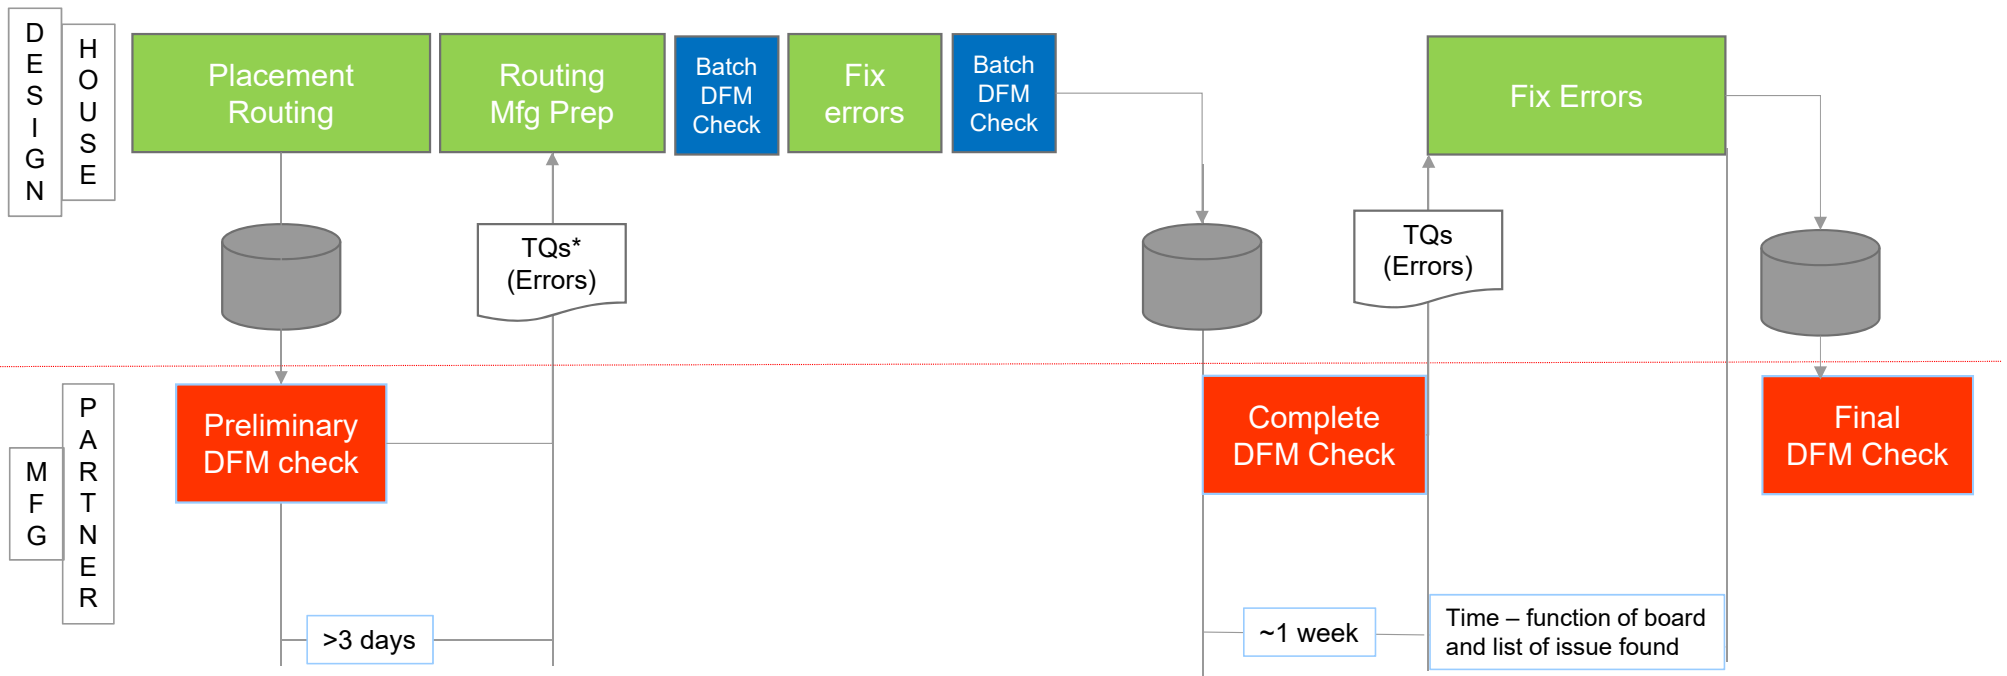 DESIGN
HOUSE
Placement
Routing
Routing
Mfg Prep
Batch
DFM
Check
Fix
errors
Batch
DFM
Check
Fix Errors
TQs*
(Errors)
TQs
(Errors)
MFG
PARTNER
Preliminary
DFM check
Complete
DFM Check
Final
DFM Check
>3 days
~1 week
Time – function of board
and list of issue found